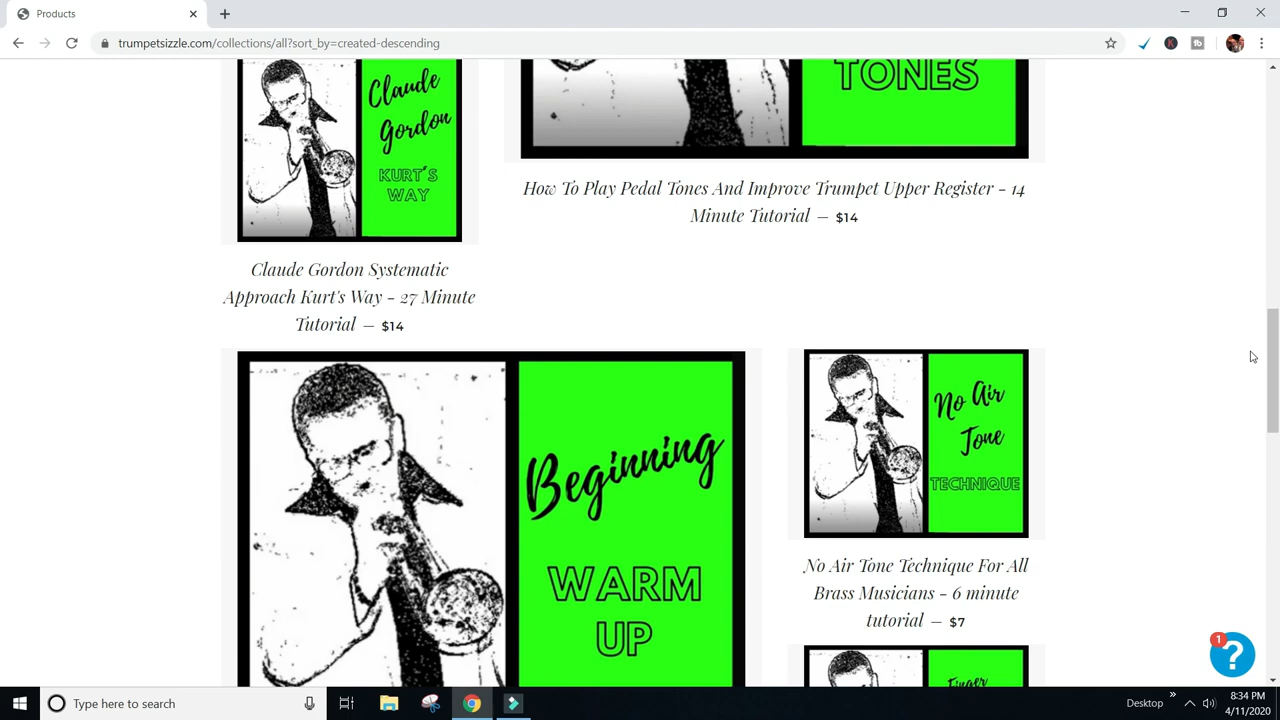 Products
trumpetsizzle.com/collections/all?sort_by=created-descending
Claude
Gordon
KURT'S
WAY
TONES
How To Play Pedal Tones And Improve Trumpet Upper Register - 14
Minute Tutorial — $14
Claude Gordon Systematic
Approach Kurt's Way - 27 Minute
Tutorial — $14
Beginning
WARM
UP
No Air
Tone
TECHNIQUE
No Air Tone Technique For All
Brass Musicians - 6 minute
tutorial — $7
Finger
1
?
Type here to search
Desktop
8:34 PM
4/11/2020